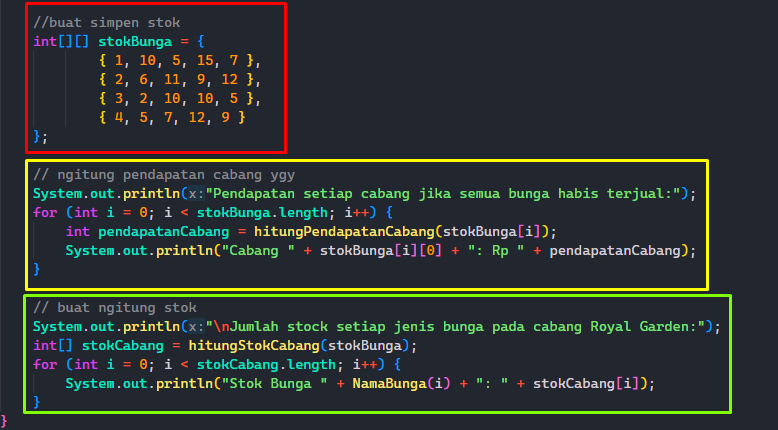 //buat simpen stok
int[][] stokBunga = {
{ 1, 10, 5, 15, 7 },
{ 2, 6, 11, 9, 12 },
{ 3, 2, 10, 10, 5 },
{ 4, 5, 7, 12, 9 }
};
// ngitung pendapatan cabang ygy
System.out.println(x:"Pendapatan setiap cabang jika semua bunga habis terjual:");
for (int i = 0; i < stokBunga.length; i++) {
int pendapatanCabang = hitungPendapatanCabang(stokBunga[i]);
System.out.println("Cabang " + stokBunga[i][0] + ": Rp " + pendapatanCabang);
}
// buat ngitung stok
System.out.println(x:"\nJumlah stock setiap jenis bunga pada cabang Royal Garden:");
int[] stokCabang = hitungStokCabang(stokBunga);
for (int i = 0; i < stokCabang.length; i++) {
System.out.println("Stok Bunga " + NamaBunga(i) + ": " + stokCabang[i]);
}
}